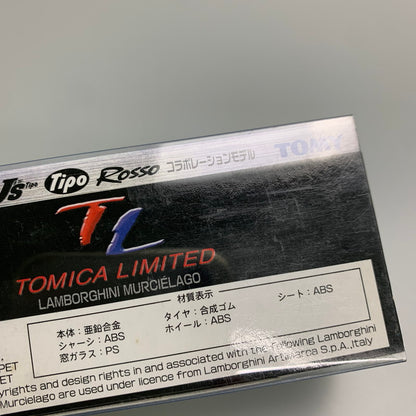 J's Tipo Tipo Rosso コラボレーションモデル TOMY
TL
TOMICA LIMITED
LAMBORGHINI MURCIÉLAGO
材質表示
本体：亜鉛合金 タイヤ：合成ゴム シート：ABS
シャーシ：ABS ホイール：ABS
窓ガラス：PS
PET
ET
yrights and design rights in and associated with the following Lamborghini
Murcielago are used under licence from Lamborghini Artimarca S.p.A.,Italy